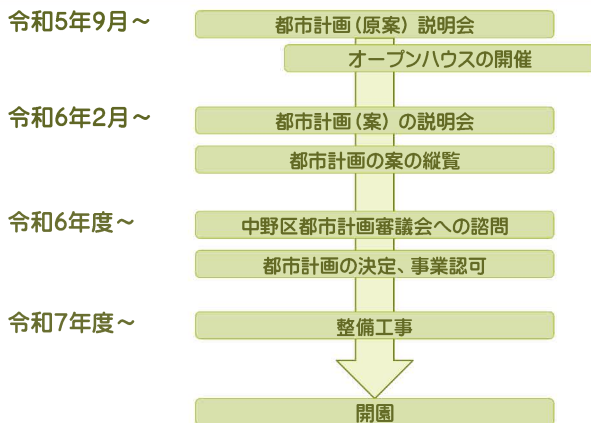 令和5年9月～
都市計画（原案）説明会
オープンハウスの開催
令和6年2月～
都市計画（案）の説明会
都市計画の案の縦覧
令和6年度～
中野区都市計画審議会への諮問
都市計画の決定、事業認可
令和7年度～
整備工事
開園